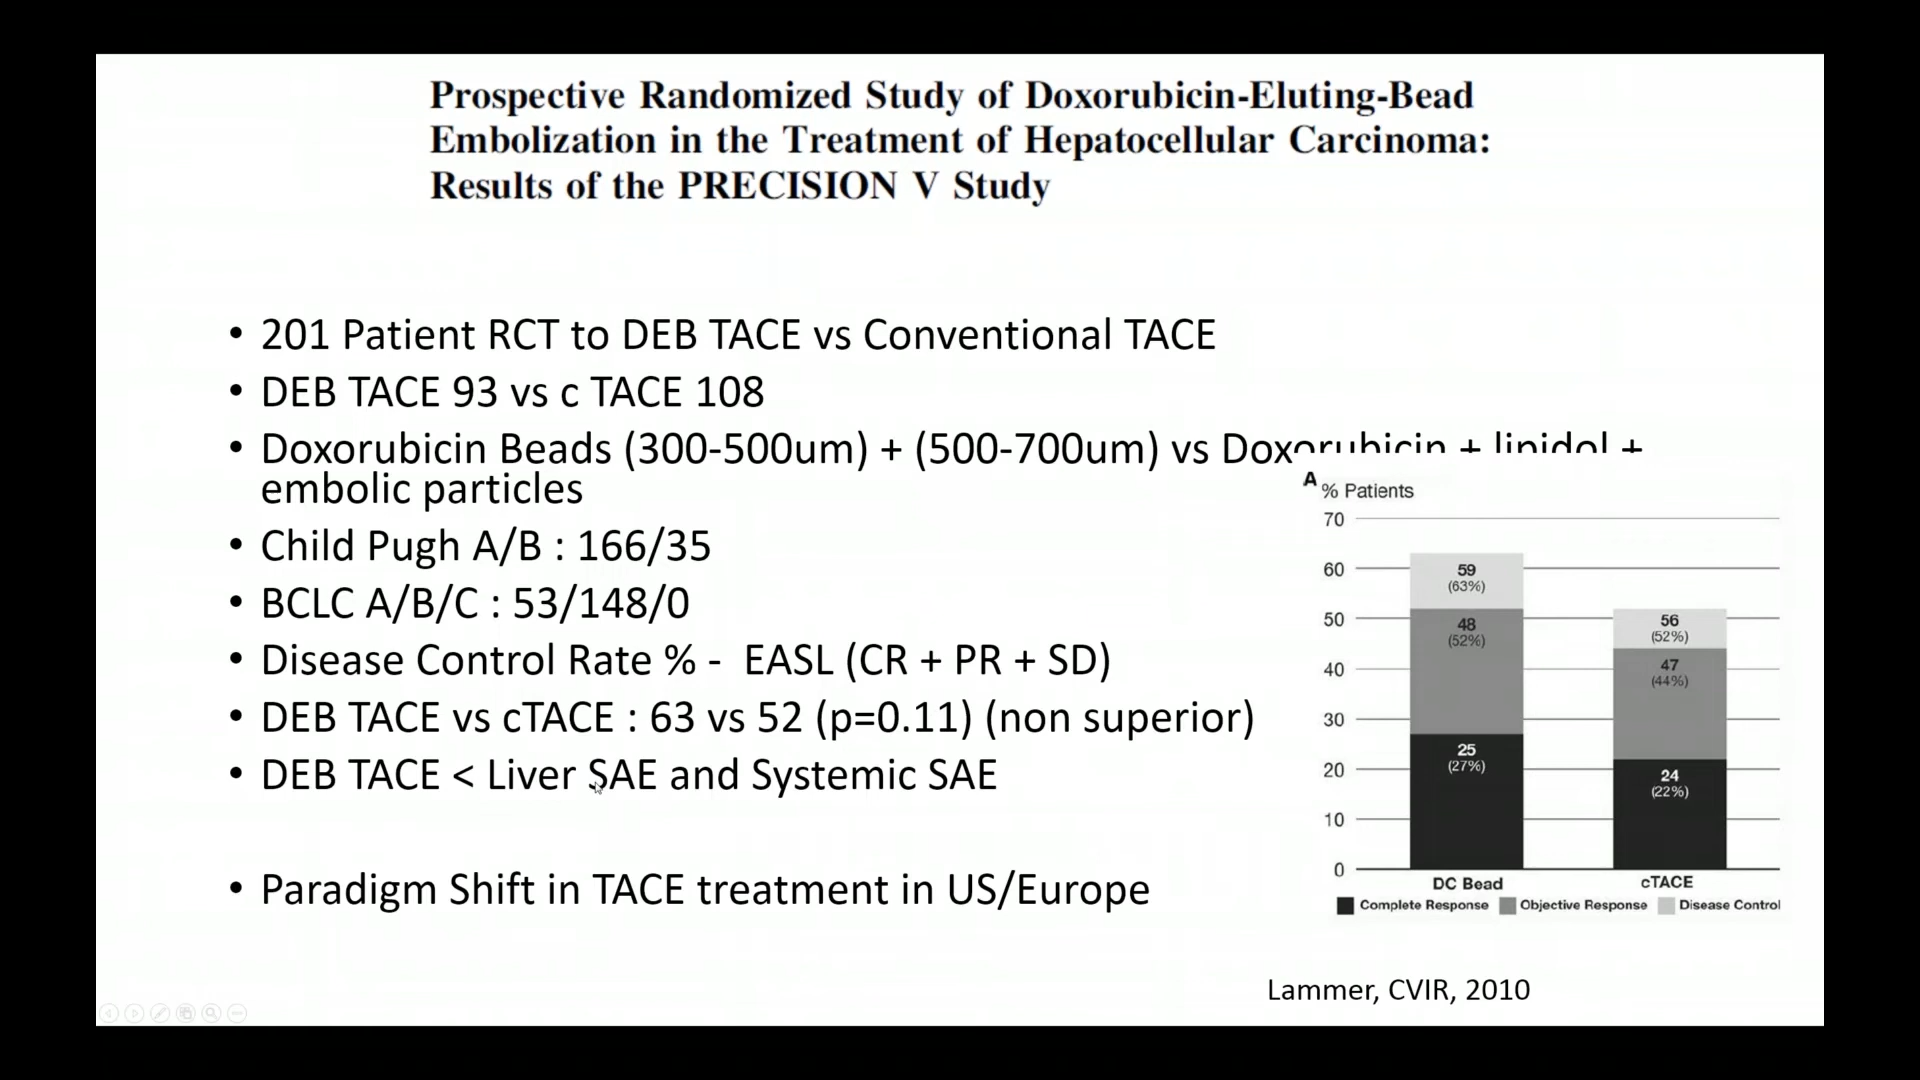 Prospective Randomized Study of Doxorubicin-Eluting-Bead
Embolization in the Treatment of Hepatocellular Carcinoma:
Results of the PRECISION V Study
• 201 Patient RCT to DEB TACE vs Conventional TACE
• DEB TACE 93 vs c TACE 108
• Doxorubicin Beads (300-500um) + (500-700um) vs Doxorubicin + lipidol +
embolic particles
• Child Pugh A/B : 166/35
• BCLC A/B/C : 53/148/0
• Disease Control Rate % - EASL (CR + PR + SD)
• DEB TACE vs cTACE : 63 vs 52 (p=0.11) (non superior)
• DEB TACE < Liver SAE and Systemic SAE
• Paradigm Shift in TACE treatment in US/Europe
A
% Patients
70
60
50
40
30
20
10
0
59
(63%)
48
(52%)
25
(27%)
56
(52%)
47
(44%)
24
(22%)
DC Bead
cTACE
Complete Response
Objective Response
Disease Control
Lammer, CVIR, 2010